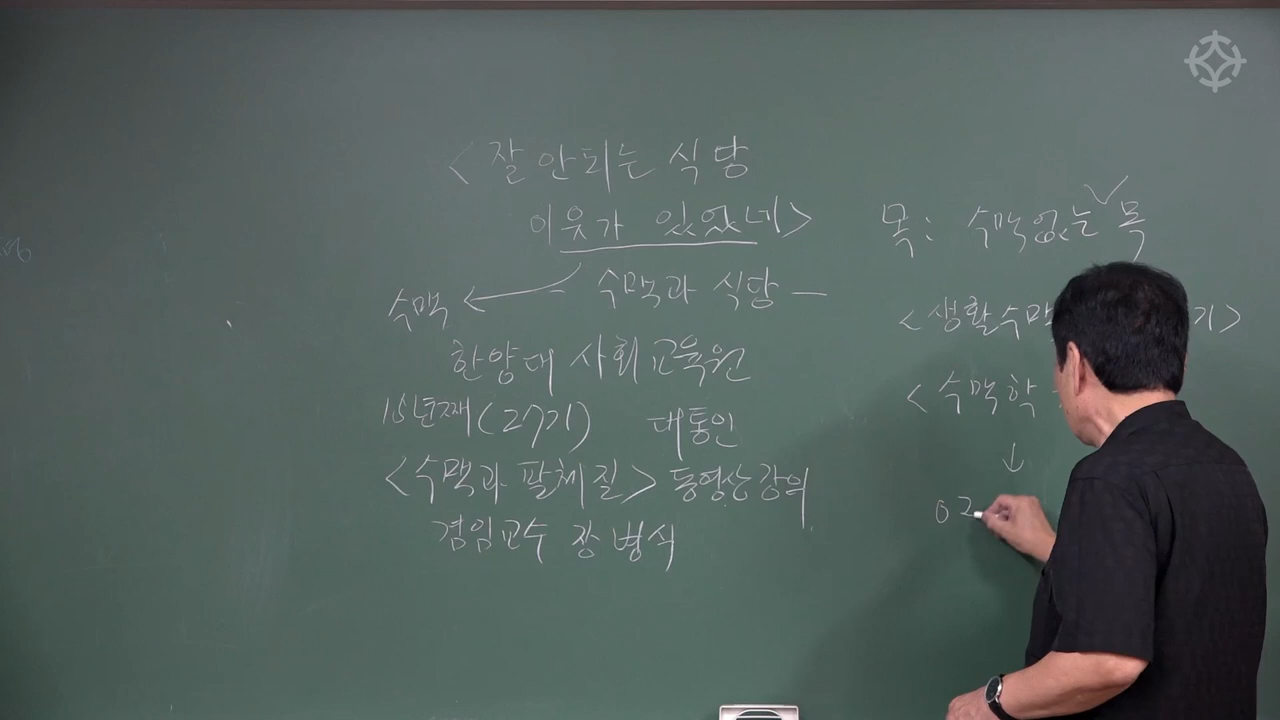 <잘 안되는 식당
이유가 있었네>
- 수맥과 식당 -
수맥
한양대 사회교육원
15년째(27기) 대통인
<수맥과 팔체질> 동영상강의
겸임교수 장병식
목: 수맥없는 목
<생활수맥 기>
<수맥학
02